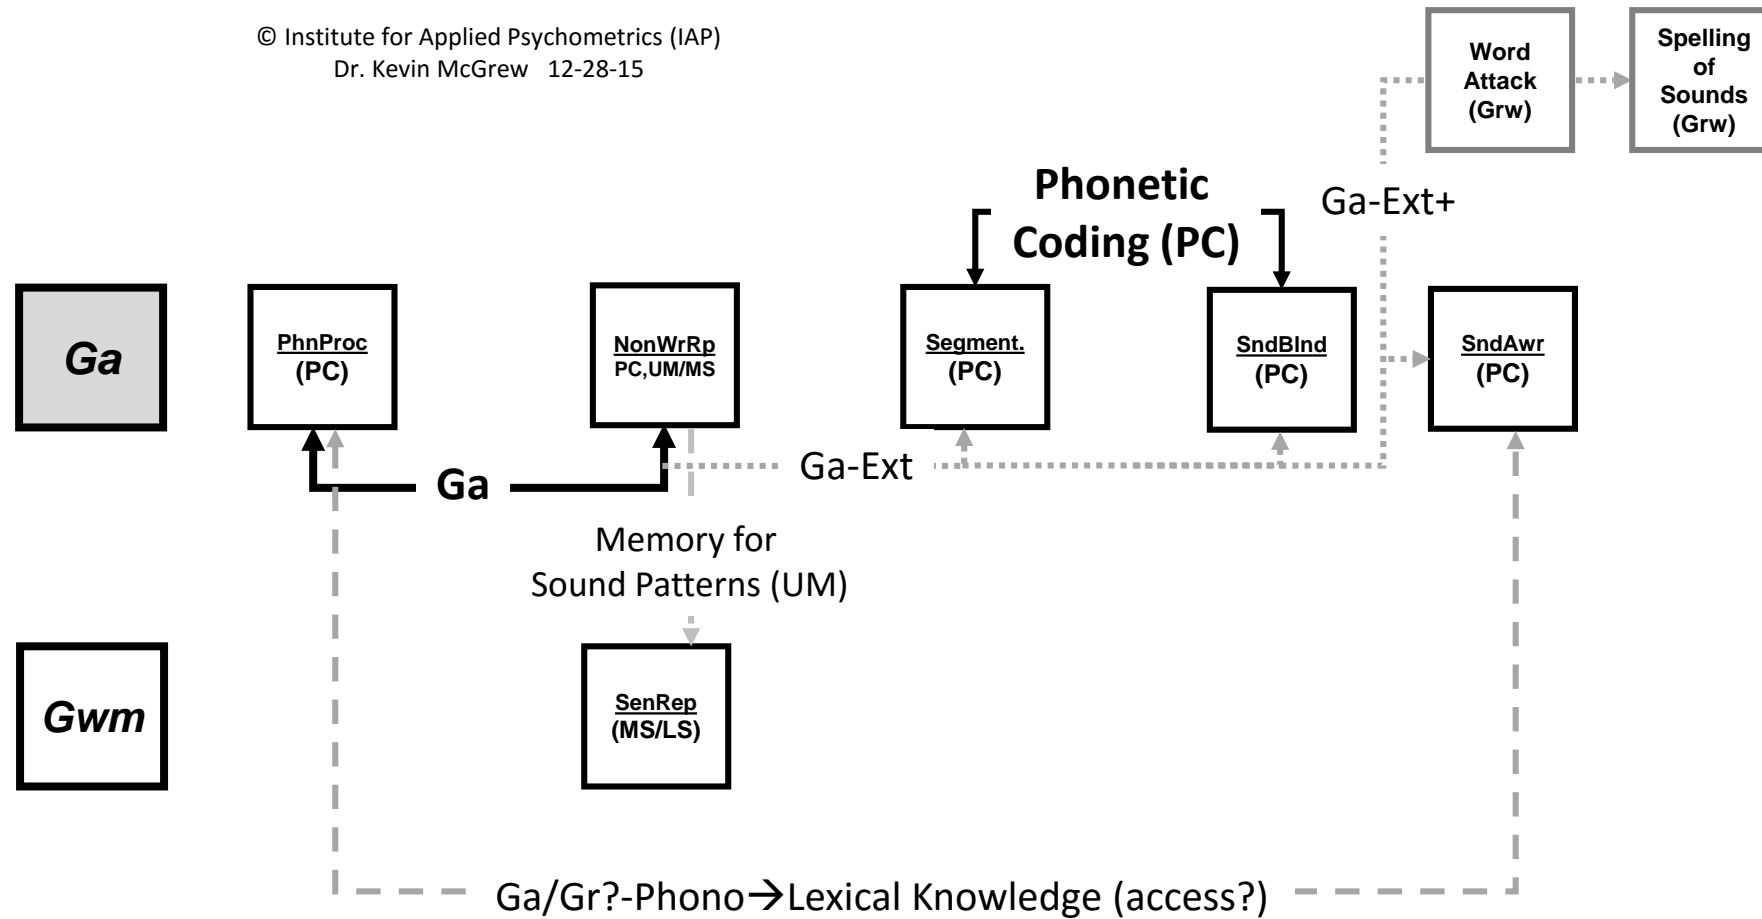 © Institute for Applied Psychometrics (IAP)
Dr. Kevin McGrew 12-28-15
Word
Attack
(Grw)
Spelling
of
Sounds
(Grw)
Phonetic
Coding (PC)
Ga-Ext+
Ga
PhnProc
(PC)
NonWrRp
PC,UM/MS
Segment.
(PC)
SndBlnd
(PC)
SndAwr
(PC)
Ga
Ga-Ext
Memory for
Sound Patterns (UM)
Gwm
SenRep
(MS/LS)
Ga/Gr?-Phono→Lexical Knowledge (access?)